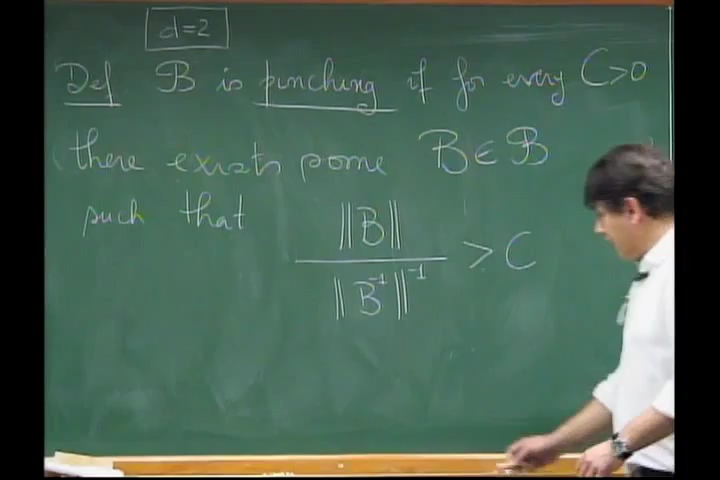 d=2
Def B is pinching if for every C>0
there exists some B∈B
such that ‖B‖ / ‖B⁻¹‖⁻¹ > C